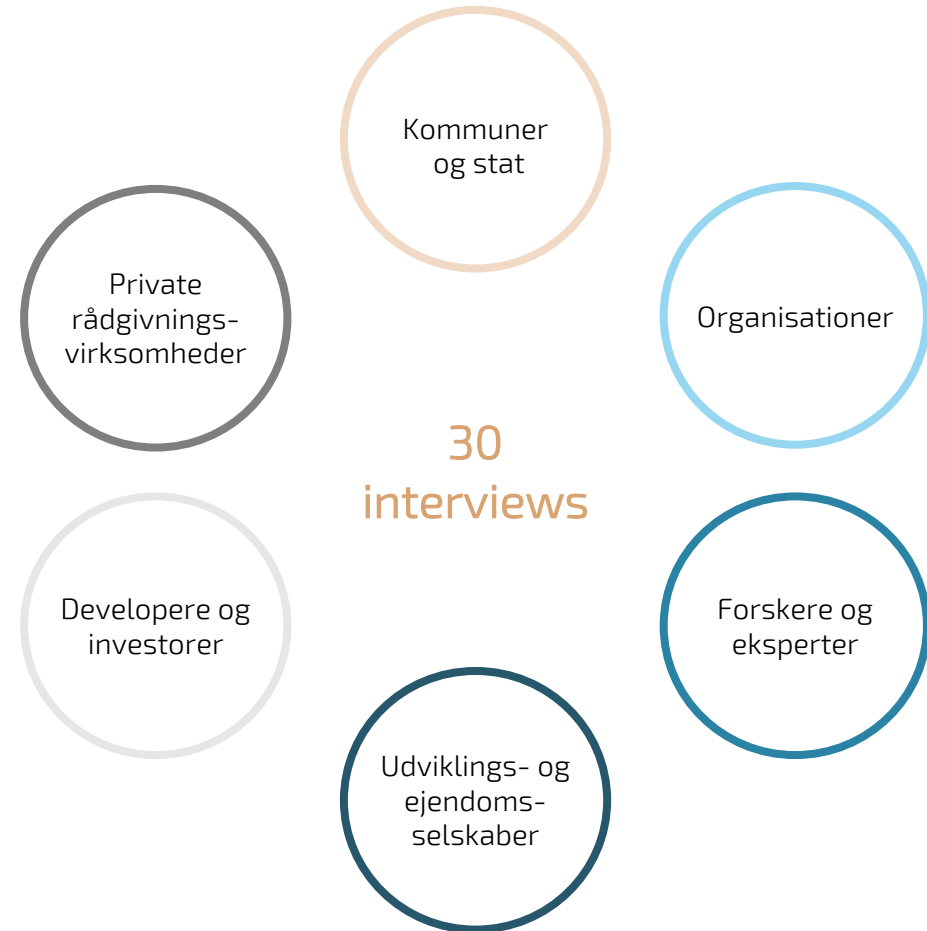 Kommuner
og stat
Private
rådgivnings-
virksomheder
Organisationer
30
interviews
Developere og
investorer
Forskere og
eksperter
Udviklings- og
ejendoms-
selskaber